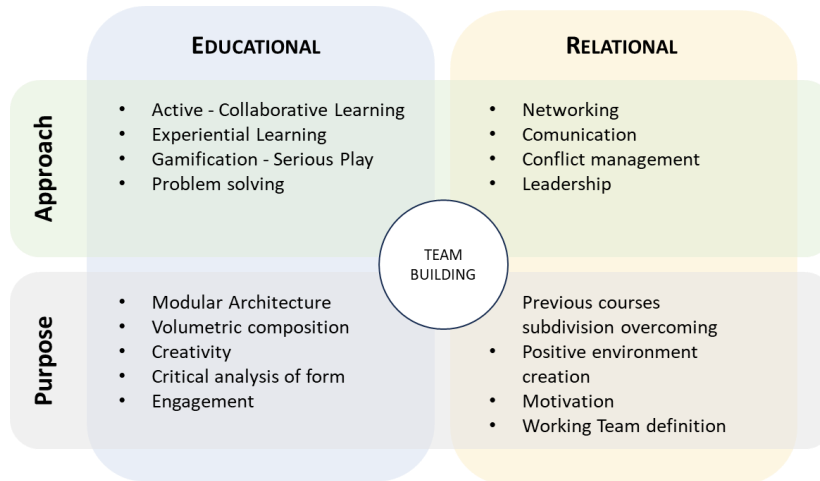 EDUCATIONAL
RELATIONAL
Approach
• Active - Collaborative Learning
• Experiential Learning
• Gamification - Serious Play
• Problem solving
• Networking
• Comunication
• Conflict management
• Leadership
TEAM
BUILDING
Purpose
• Modular Architecture
• Volumetric composition
• Creativity
• Critical analysis of form
• Engagement
Previous courses
subdivision overcoming
• Positive environment
creation
• Motivation
• Working Team definition